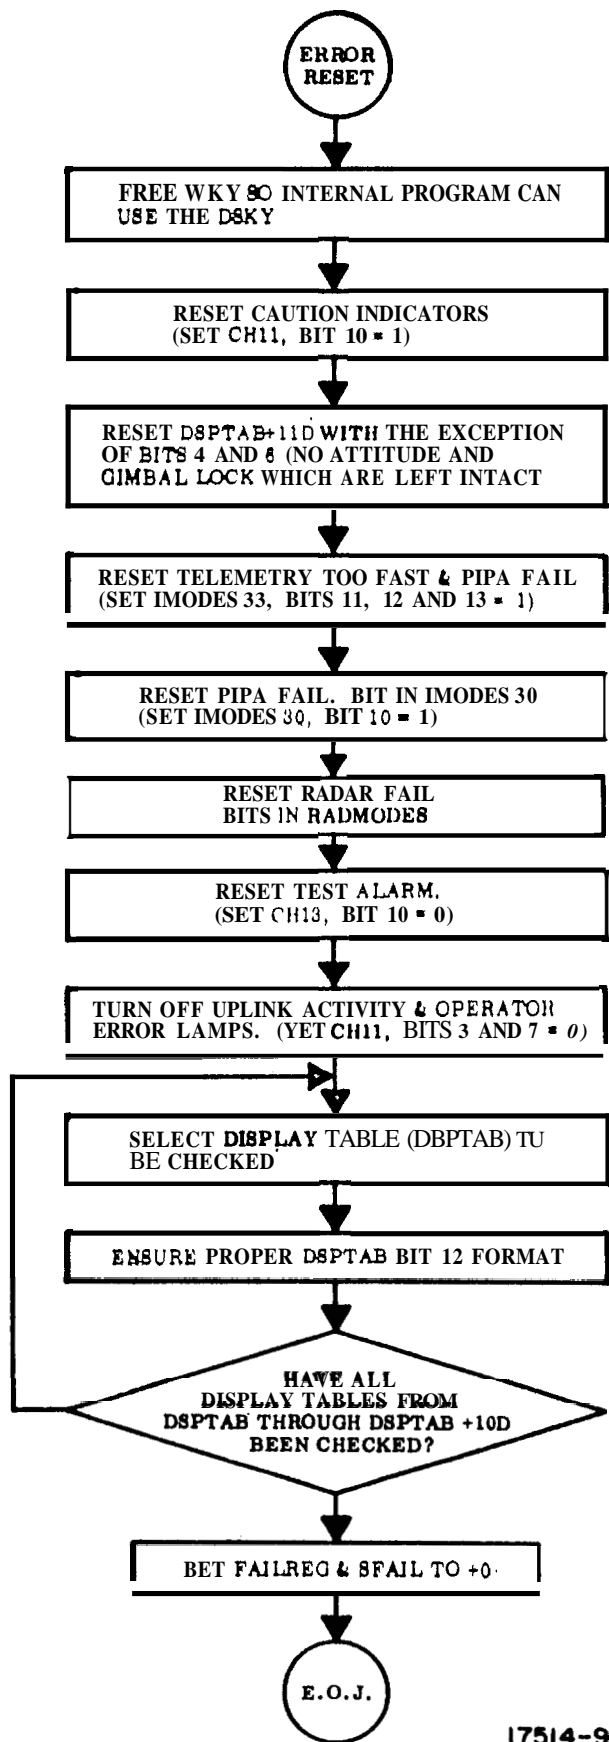 ERROR
RESET
FREE WKY SO INTERNAL PROGRAM CAN
USE THE DSKY
RESET CAUTION INDICATORS
(SET CH11, BIT 10 = 1)
RESET DSPTAB+11D WITH THE EXCEPTION
OF BITS 4 AND 6 (NO ATTITUDE AND
GIMBAL LOCK WHICH ARE LEFT INTACT
RESET TELEMETRY TOO FAST & PIPA FAIL
(SET IMODES 33, BITS 11, 12 AND 13 = 1)
RESET PIPA FAIL. BIT IN IMODES 30
(SET IMODES 30, BIT 10 = 1)
RESET RADAR FAIL
BITS IN RADMODES
RESET TEST ALARM.
(SET CH13, BIT 10 = 0)
TURN OFF UPLINK ACTIVITY & OPERATOR
ERROR LAMPS. (YET CH11, BITS 3 AND 7 = 0)
SELECT DISPLAY TABLE (DBPTAB) TU
BE CHECKED
ENSURE PROPER DSPTAB BIT 12 FORMAT
HAVE ALL
DISPLAY TABLES FROM
DSPTAB THROUGH DSPTAB +10D
BEEN CHECKED?
BET FAILREG & SFAIL TO +0.
E.O.J.
17514-9